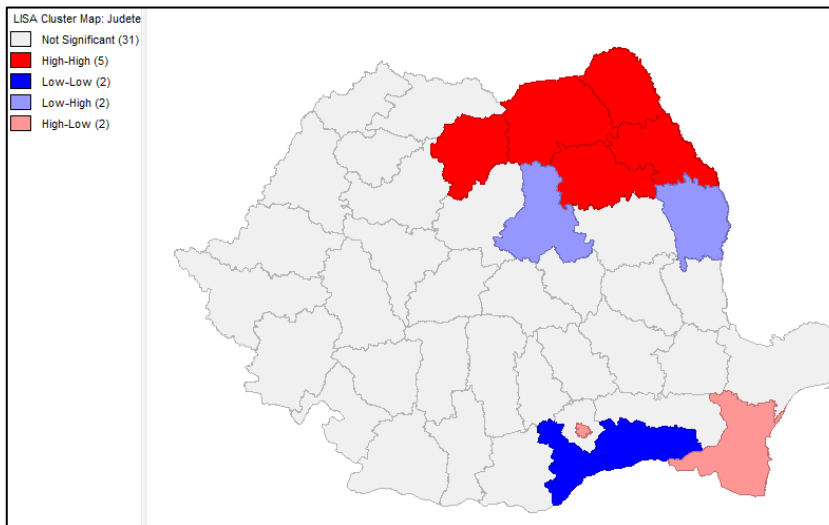 LISA Cluster Map: Judete
Not Significant (31)
High-High (5)
Low-Low (2)
Low-High (2)
High-Low (2)